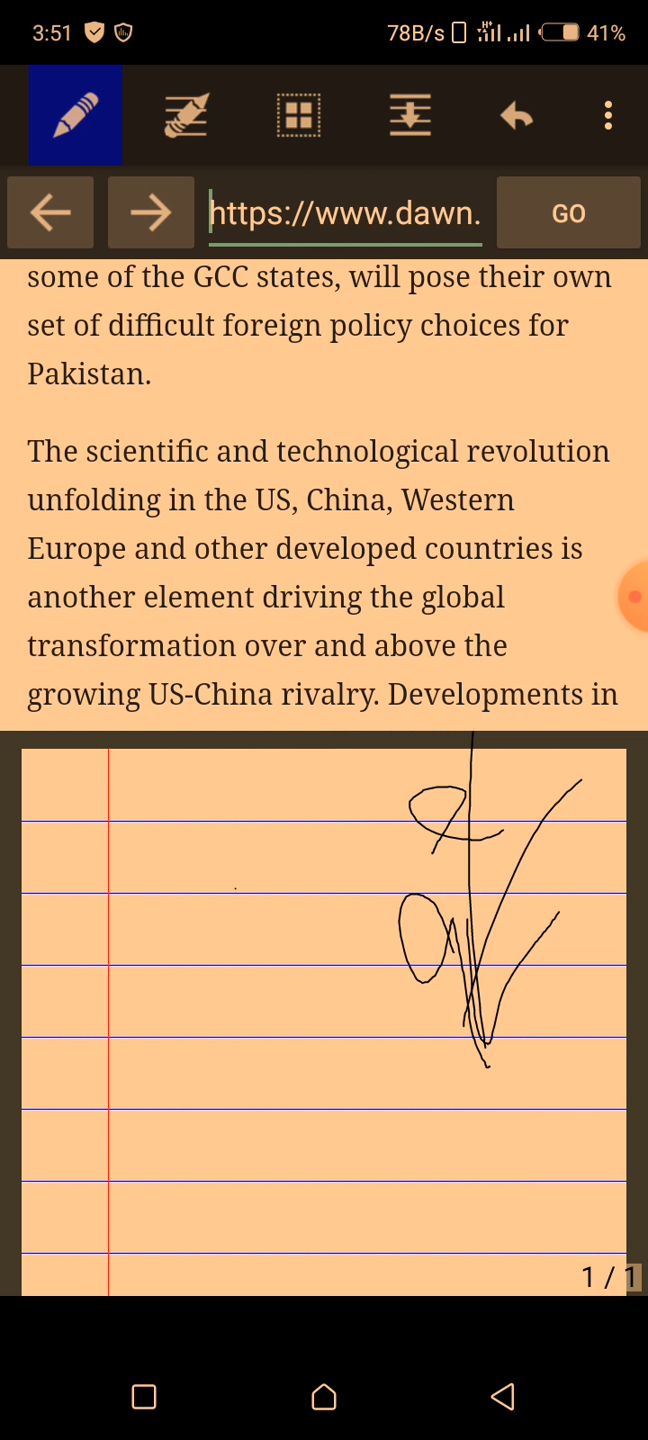 3:51
78B/s
41%
https://www.dawn.
GO
some of the GCC states, will pose their own
set of difficult foreign policy choices for
Pakistan.
The scientific and technological revolution
unfolding in the US, China, Western
Europe and other developed countries is
another element driving the global
transformation over and above the
growing US-China rivalry. Developments in
1 / 1